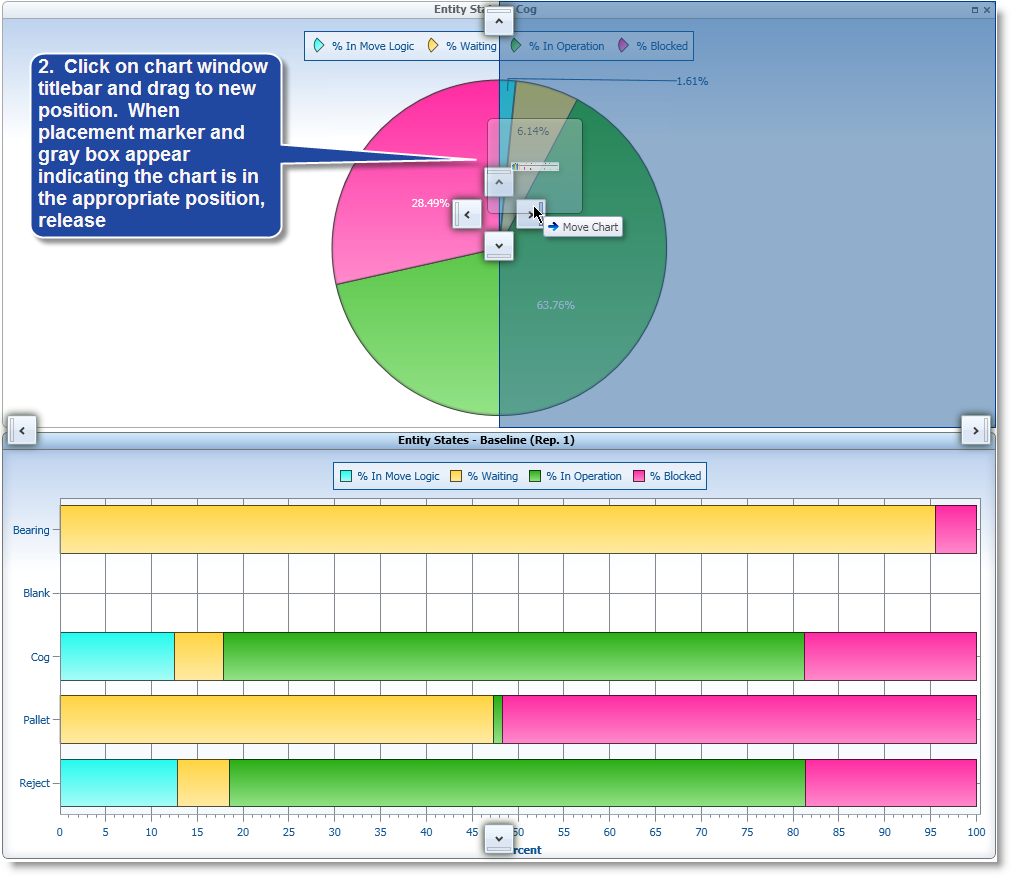 Entity Sta Cog
% In Move Logic % Waiting % In Operation % Blocked
2. Click on chart window
titlebar and drag to new
position. When
placement marker and
gray box appear
indicating the chart is in
the appropriate position,
release
1.61%
6.14%
28.49%
Move Chart
63.76%
Entity States - Baseline (Rep. 1)
% In Move Logic % Waiting % In Operation % Blocked
Bearing
Blank
Cog
Pallet
Reject
0 5 10 15 20 25 30 35 40 45 50 55 60 65 70 75 80 85 90 95 100
rcent